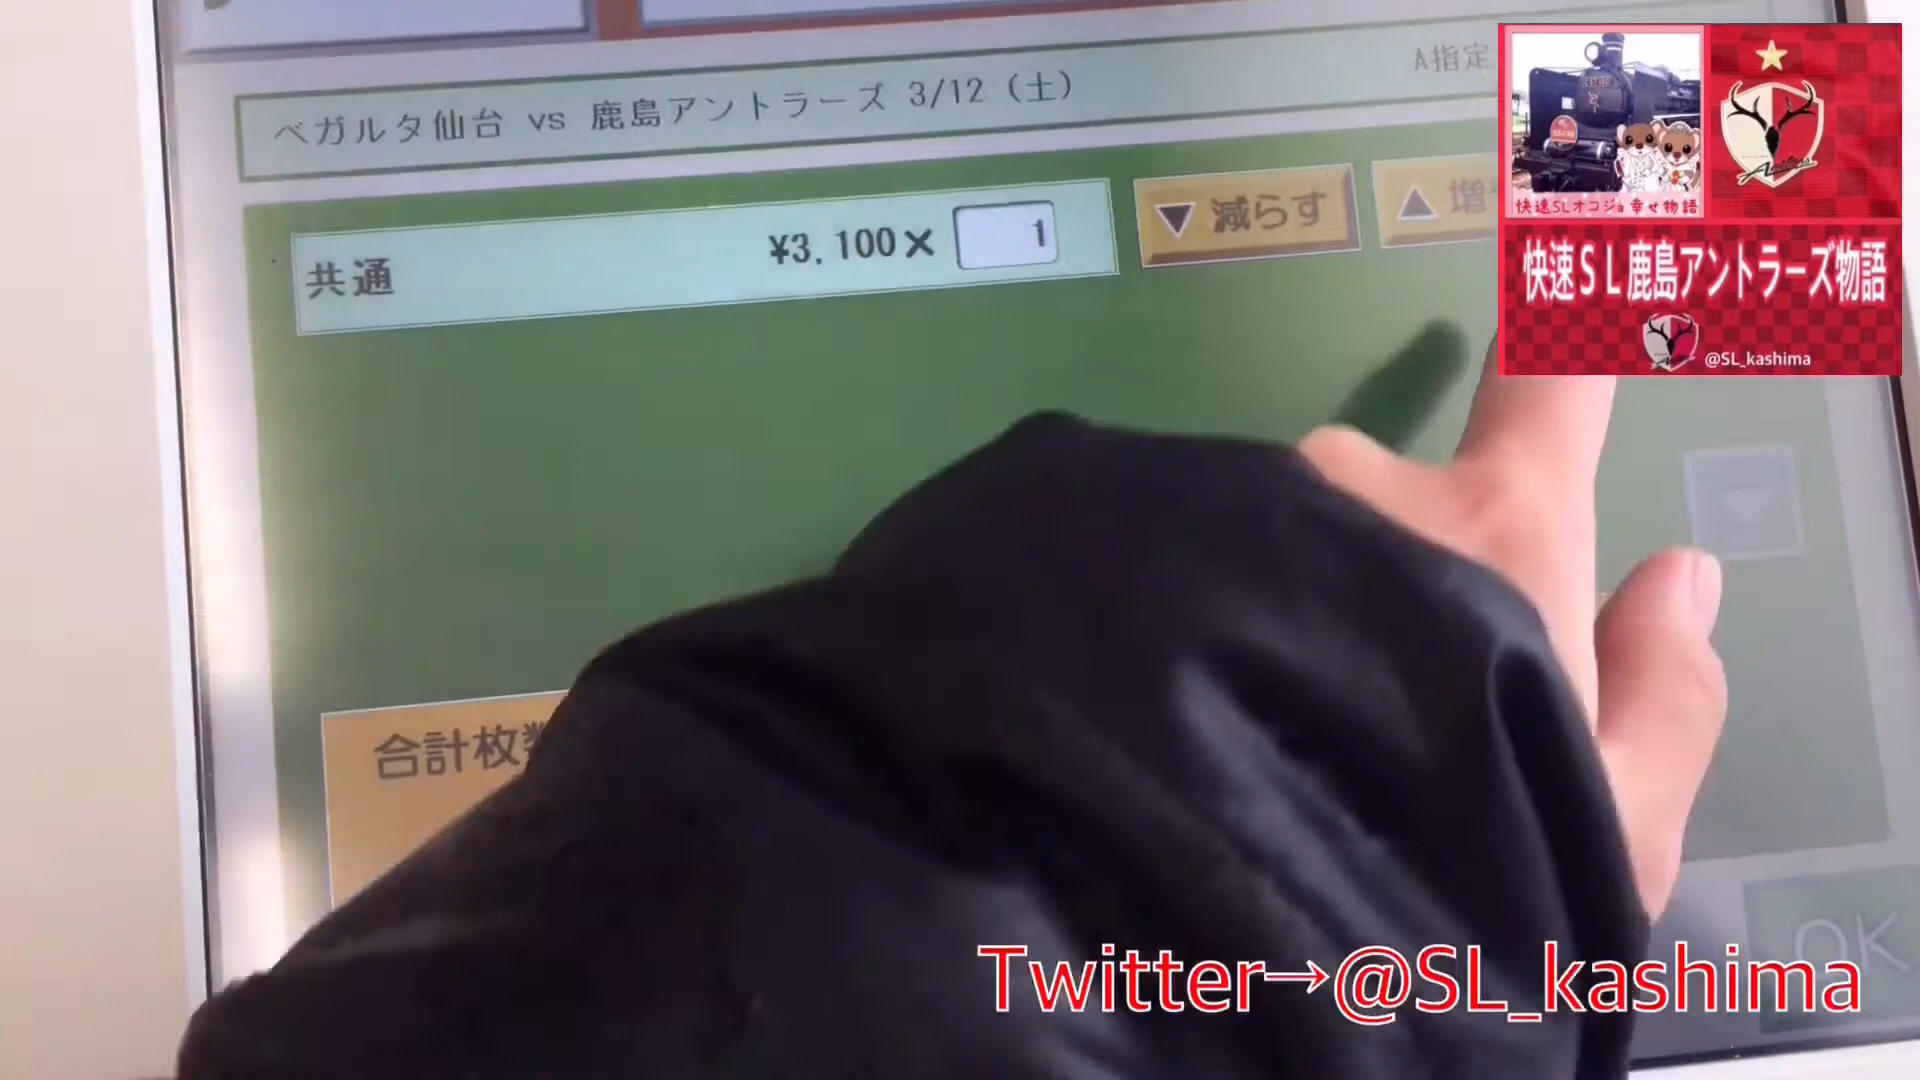 ベガルタ仙台 vs 鹿島アントラーズ 3/12（土）
A指定
共通
¥3,100×
1
▼ 減らす
▲ 増
合計枚数
OK
快速SLオコジョ幸せ物語
快速ＳＬ鹿島アントラーズ物語
@SL_kashima
Twitter→@SL_kashima